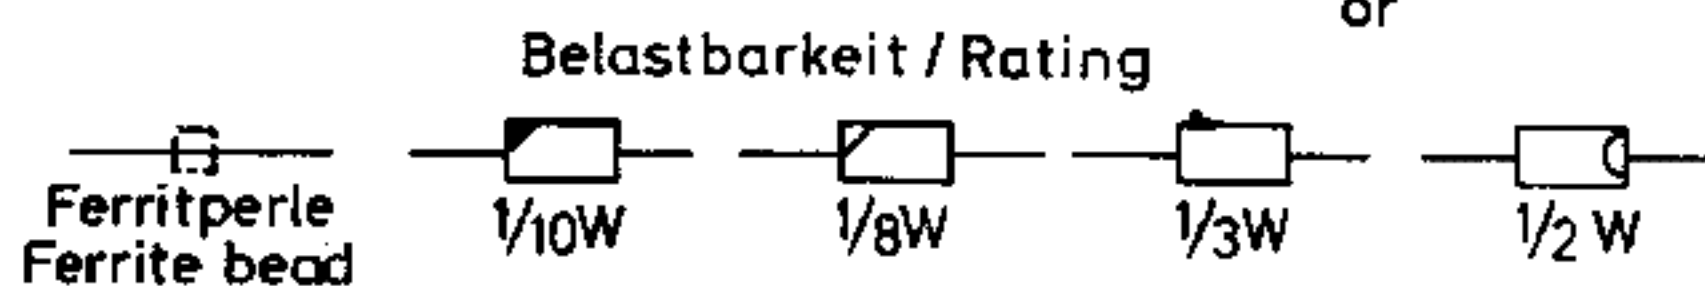 or
Belastbarkeit / Rating
Ferritperle
Ferrite bead
1/10W
1/8W
1/3W
1/2 W